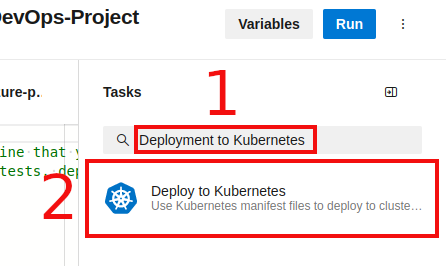 DevOps-Project
Variables
Run
1
ure-p..
Tasks
Deployment to Kubernetes
ine that y
tests, dep
2
Deploy to Kubernetes
Use Kubernetes manifest files to deploy to cluste…